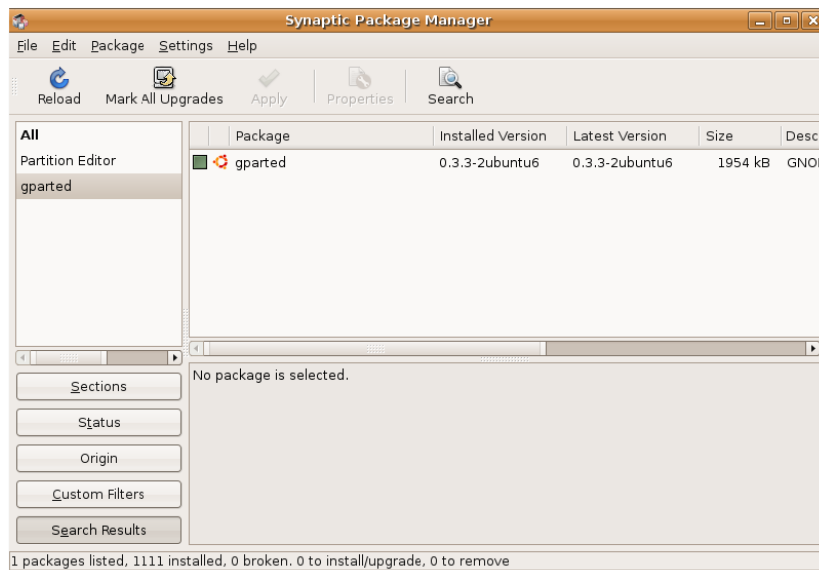 Synaptic Package Manager
File Edit Package Settings Help
Reload Mark All Upgrades Apply Properties Search
All
Partition Editor
gparted
Package Installed Version Latest Version Size Desc
gparted 0.3.3-2ubuntu6 0.3.3-2ubuntu6 1954 kB GNO
No package is selected.
Sections
Status
Origin
Custom Filters
Search Results
1 packages listed, 1111 installed, 0 broken. 0 to install/upgrade, 0 to remove